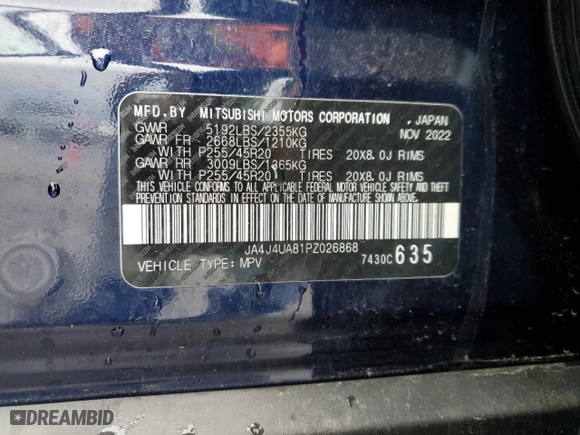 MFD.BY MITSUBISHI MOTORS CORPORATION , JAPAN
GVWR 5192LBS/2355KG NOV 2022
GAWR FR 2668LBS/1210KG
WITH P255/45R20 TIRES 20X8.0J RIMS
GAWR RR 3009LBS/1365KG
WITH P255/45R20 TIRES 20X8.0J RIMS
THIS VEHICLE CONFORMS TO ALL APPLICABLE FEDERAL MOTOR VEHICLE SAFETY AND THEFT
PREVENTION STANDARDS IN EFFECT ON THE DATE OF MANUFACTURE SHOWN ABOVE.
JA4J4UA81PZ026868
VEHICLE TYPE: MPV 7430C 635
DREAMBID